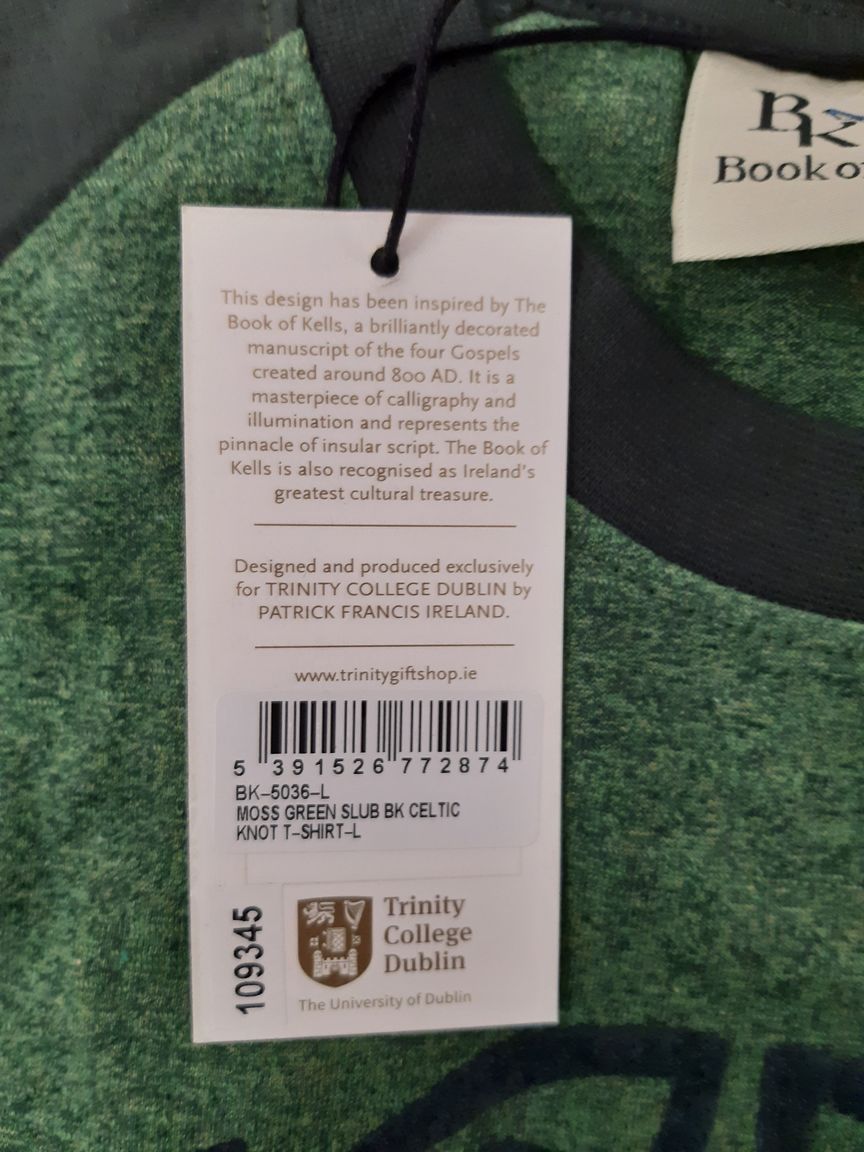 BK
Book of
This design has been inspired by The
Book of Kells, a brilliantly decorated
manuscript of the four Gospels
created around 800 AD. It is a
masterpiece of calligraphy and
illumination and represents the
pinnacle of insular script. The Book of
Kells is also recognised as Ireland's
greatest cultural treasure.
Designed and produced exclusively
for TRINITY COLLEGE DUBLIN by
PATRICK FRANCIS IRELAND.
www.trinitygiftshop.ie
5 391526 772874
BK-5036-L
MOSS GREEN SLUB BK CELTIC
KNOT T-SHIRT-L
109345
Trinity
College
Dublin
The University of Dublin